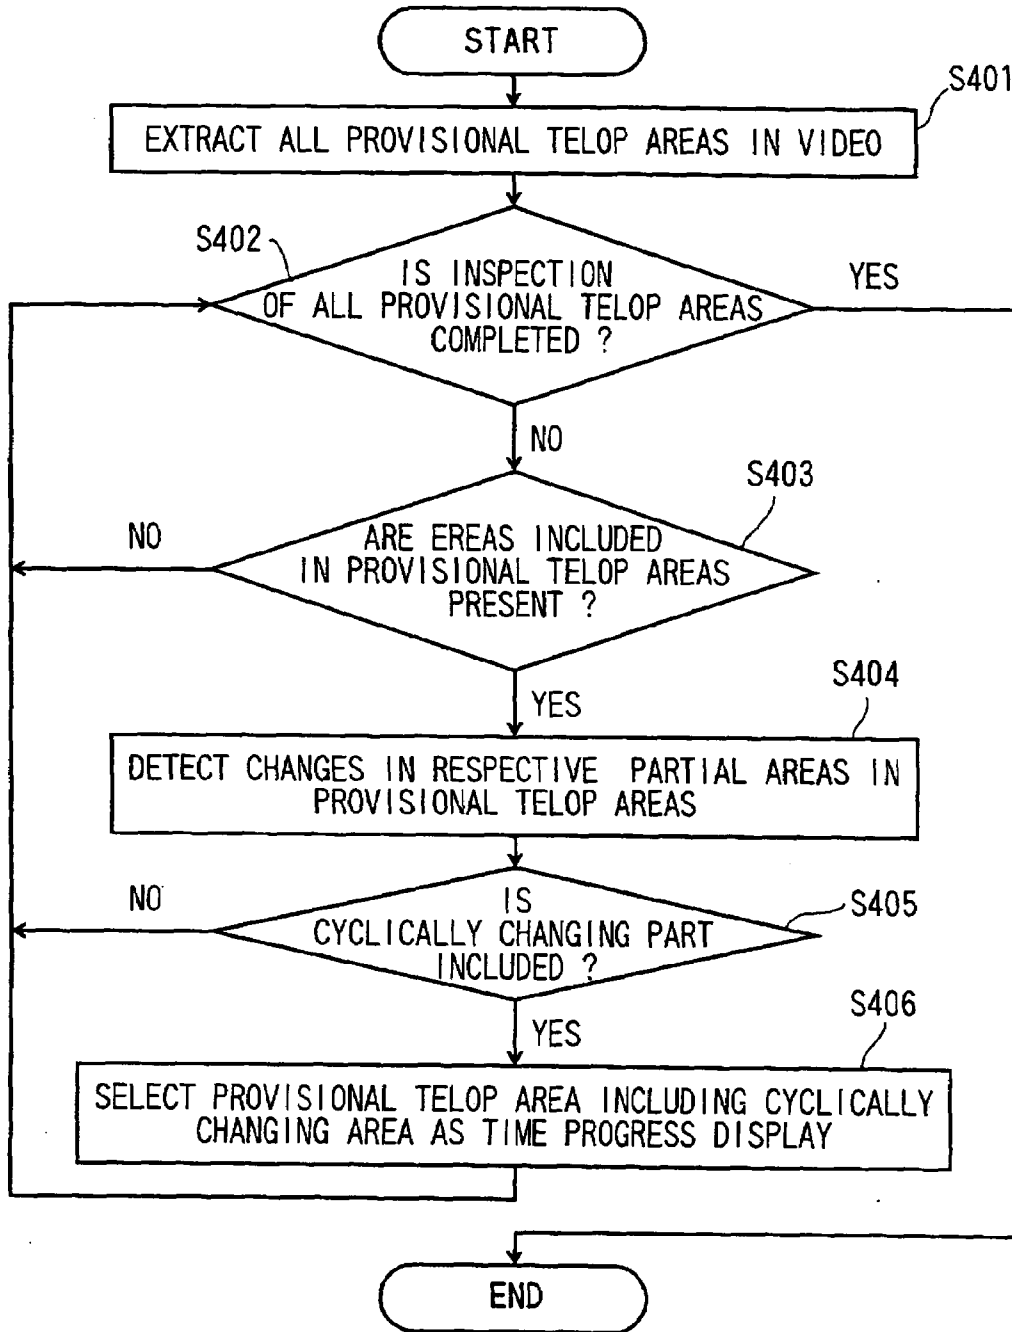 START
S401
EXTRACT ALL PROVISIONAL TELOP AREAS IN VIDEO
S402
IS INSPECTION
OF ALL PROVISIONAL TELOP AREAS
COMPLETED ?
YES
NO
S403
ARE EREAS INCLUDED
IN PROVISIONAL TELOP AREAS
PRESENT ?
NO
YES
S404
DETECT CHANGES IN RESPECTIVE PARTIAL AREAS IN
PROVISIONAL TELOP AREAS
NO
IS
CYCLICALLY CHANGING PART
INCLUDED ?
S405
YES
S406
SELECT PROVISIONAL TELOP AREA INCLUDING CYCLICALLY
CHANGING AREA AS TIME PROGRESS DISPLAY
END